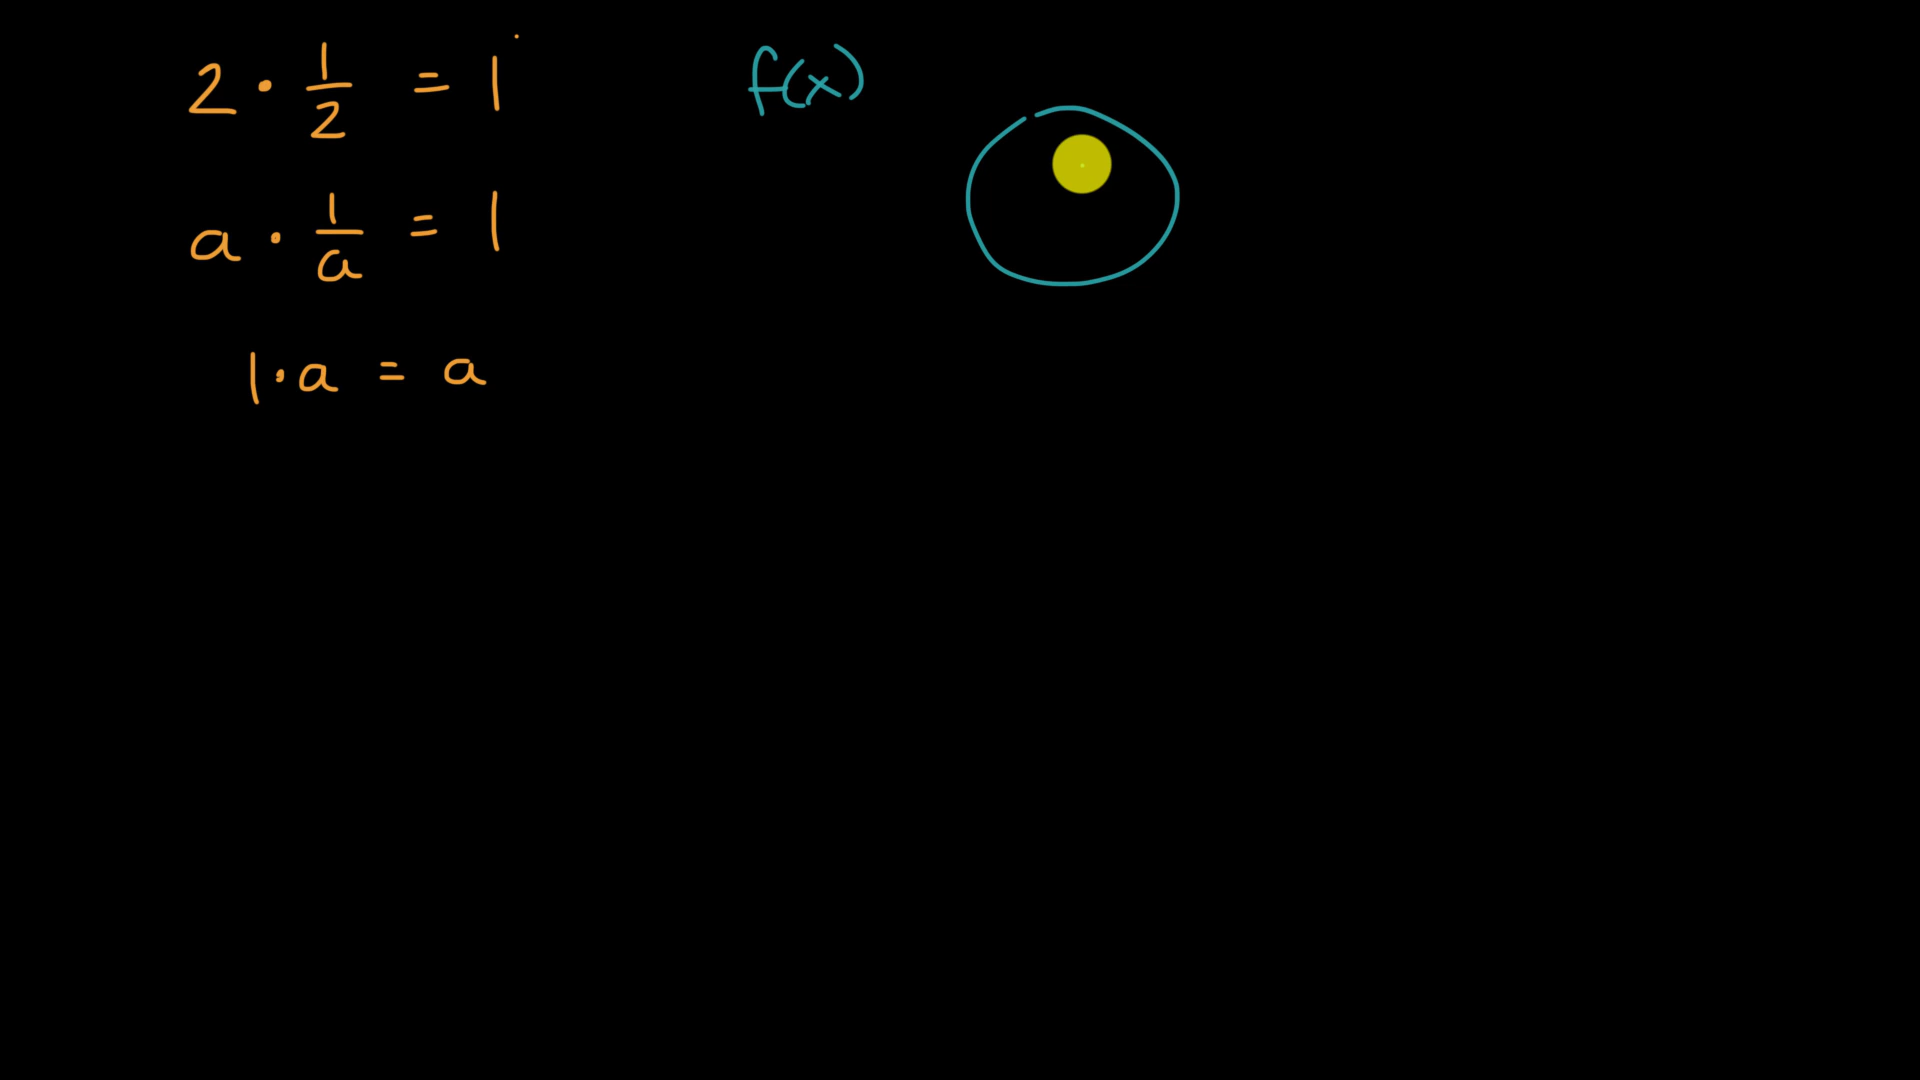 2 · 1/2 = 1
a · 1/a = 1
1 · a = a
f(x)